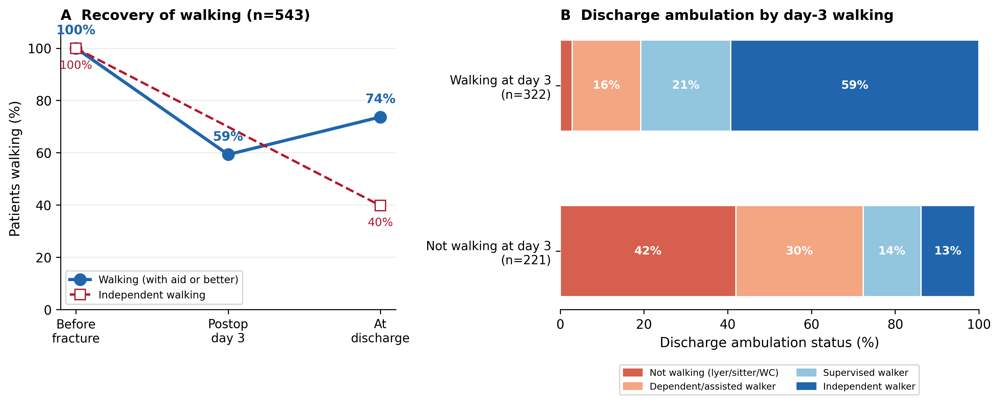 A Recovery of walking (n=543)
100%
100%
100
80
60
40
20
0
Patients walking (%)
59%
74%
40%
Walking (with aid or better)
Independent walking
Before
fracture
Postop
day 3
At
discharge
B Discharge ambulation by day-3 walking
Walking at day 3
(n=322)
16%
21%
59%
Not walking at day 3
(n=221)
42%
30%
14%
13%
0
20
40
60
80
100
Discharge ambulation status (%)
Not walking (lyer/sitter/WC)
Dependent/assisted walker
Supervised walker
Independent walker